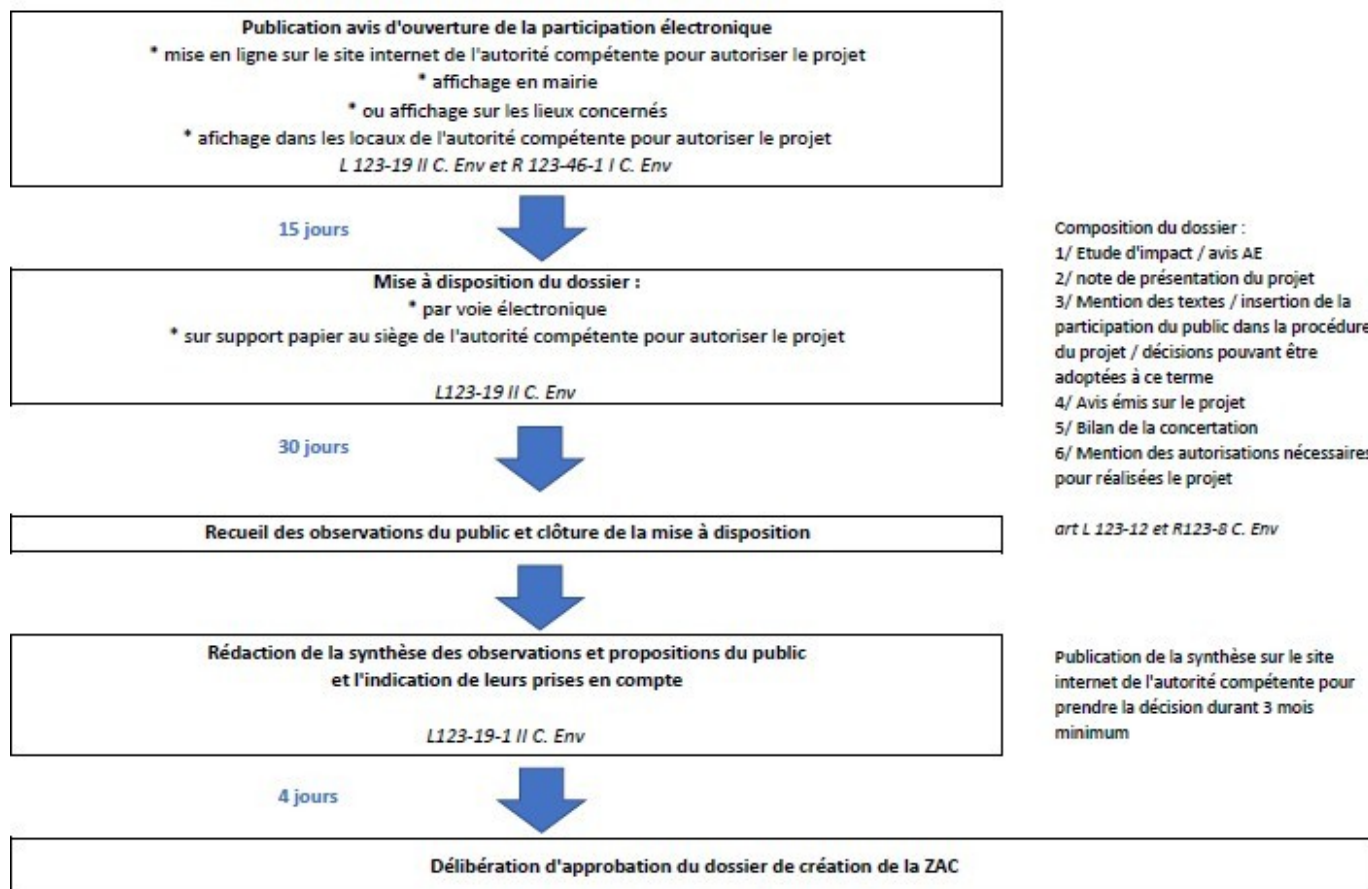 Publication avis d'ouverture de la participation électronique
* mise en ligne sur le site internet de l'autorité compétente pour autoriser le projet
* affichage en mairie
* ou affichage sur les lieux concernés
* afichage dans les locaux de l'autorité compétente pour autoriser le projet
L 123-19 II C. Env et R 123-46-1 I C. Env
15 jours
Mise à disposition du dossier :
* par voie électronique
* sur support papier au siège de l'autorité compétente pour autoriser le projet
L123-19 II C. Env
Composition du dossier :
1/ Etude d'impact / avis AE
2/ note de présentation du projet
3/ Mention des textes / insertion de la
participation du public dans la procédure
du projet / décisions pouvant être
adoptées à ce terme
4/ Avis émis sur le projet
5/ Bilan de la concertation
6/ Mention des autorisations nécessaires
pour réalisées le projet
art L 123-12 et R123-8 C. Env
30 jours
Recueil des observations du public et clôture de la mise à disposition
Rédaction de la synthèse des observations et propositions du public
et l'indication de leurs prises en compte
L123-19-1 II C. Env
Publication de la synthèse sur le site
internet de l'autorité compétente pour
prendre la décision durant 3 mois
minimum
4 jours
Délibération d'approbation du dossier de création de la ZAC